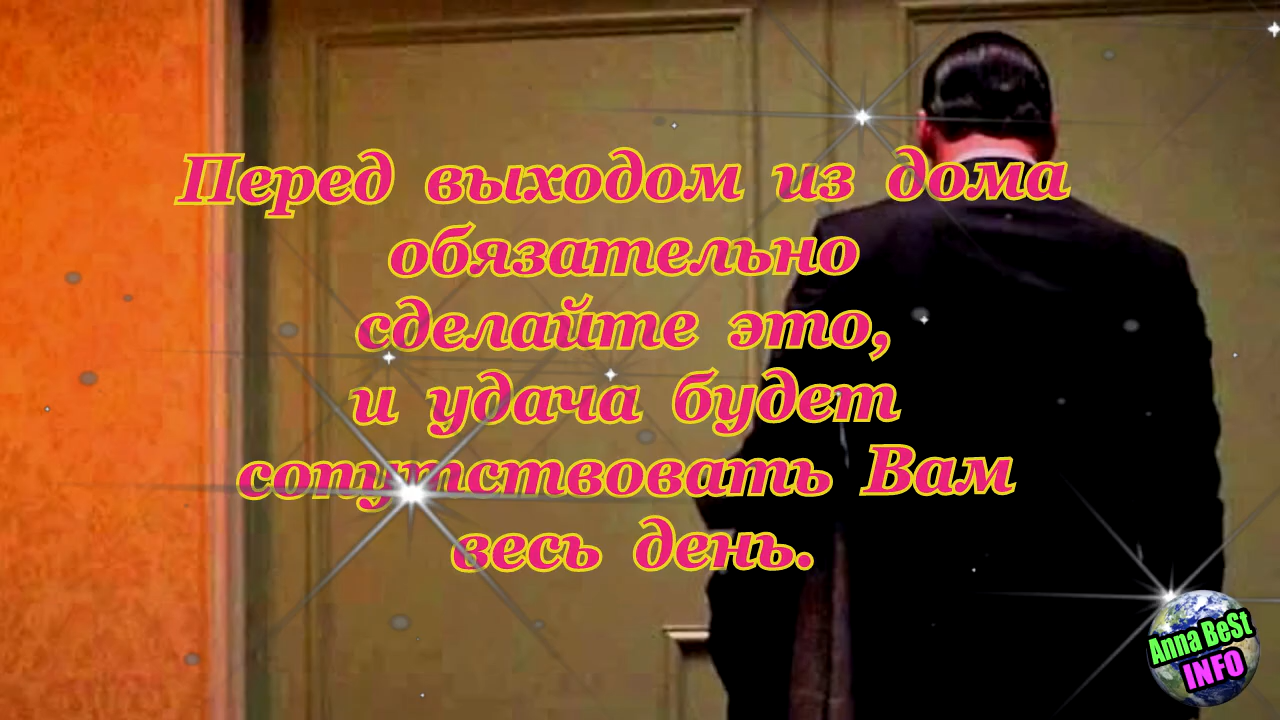 Перед выходом из дома
обязательно
сделайте это,
и удача будет
сопутствовать Вам
весь день.
Anna BeSt
INFO